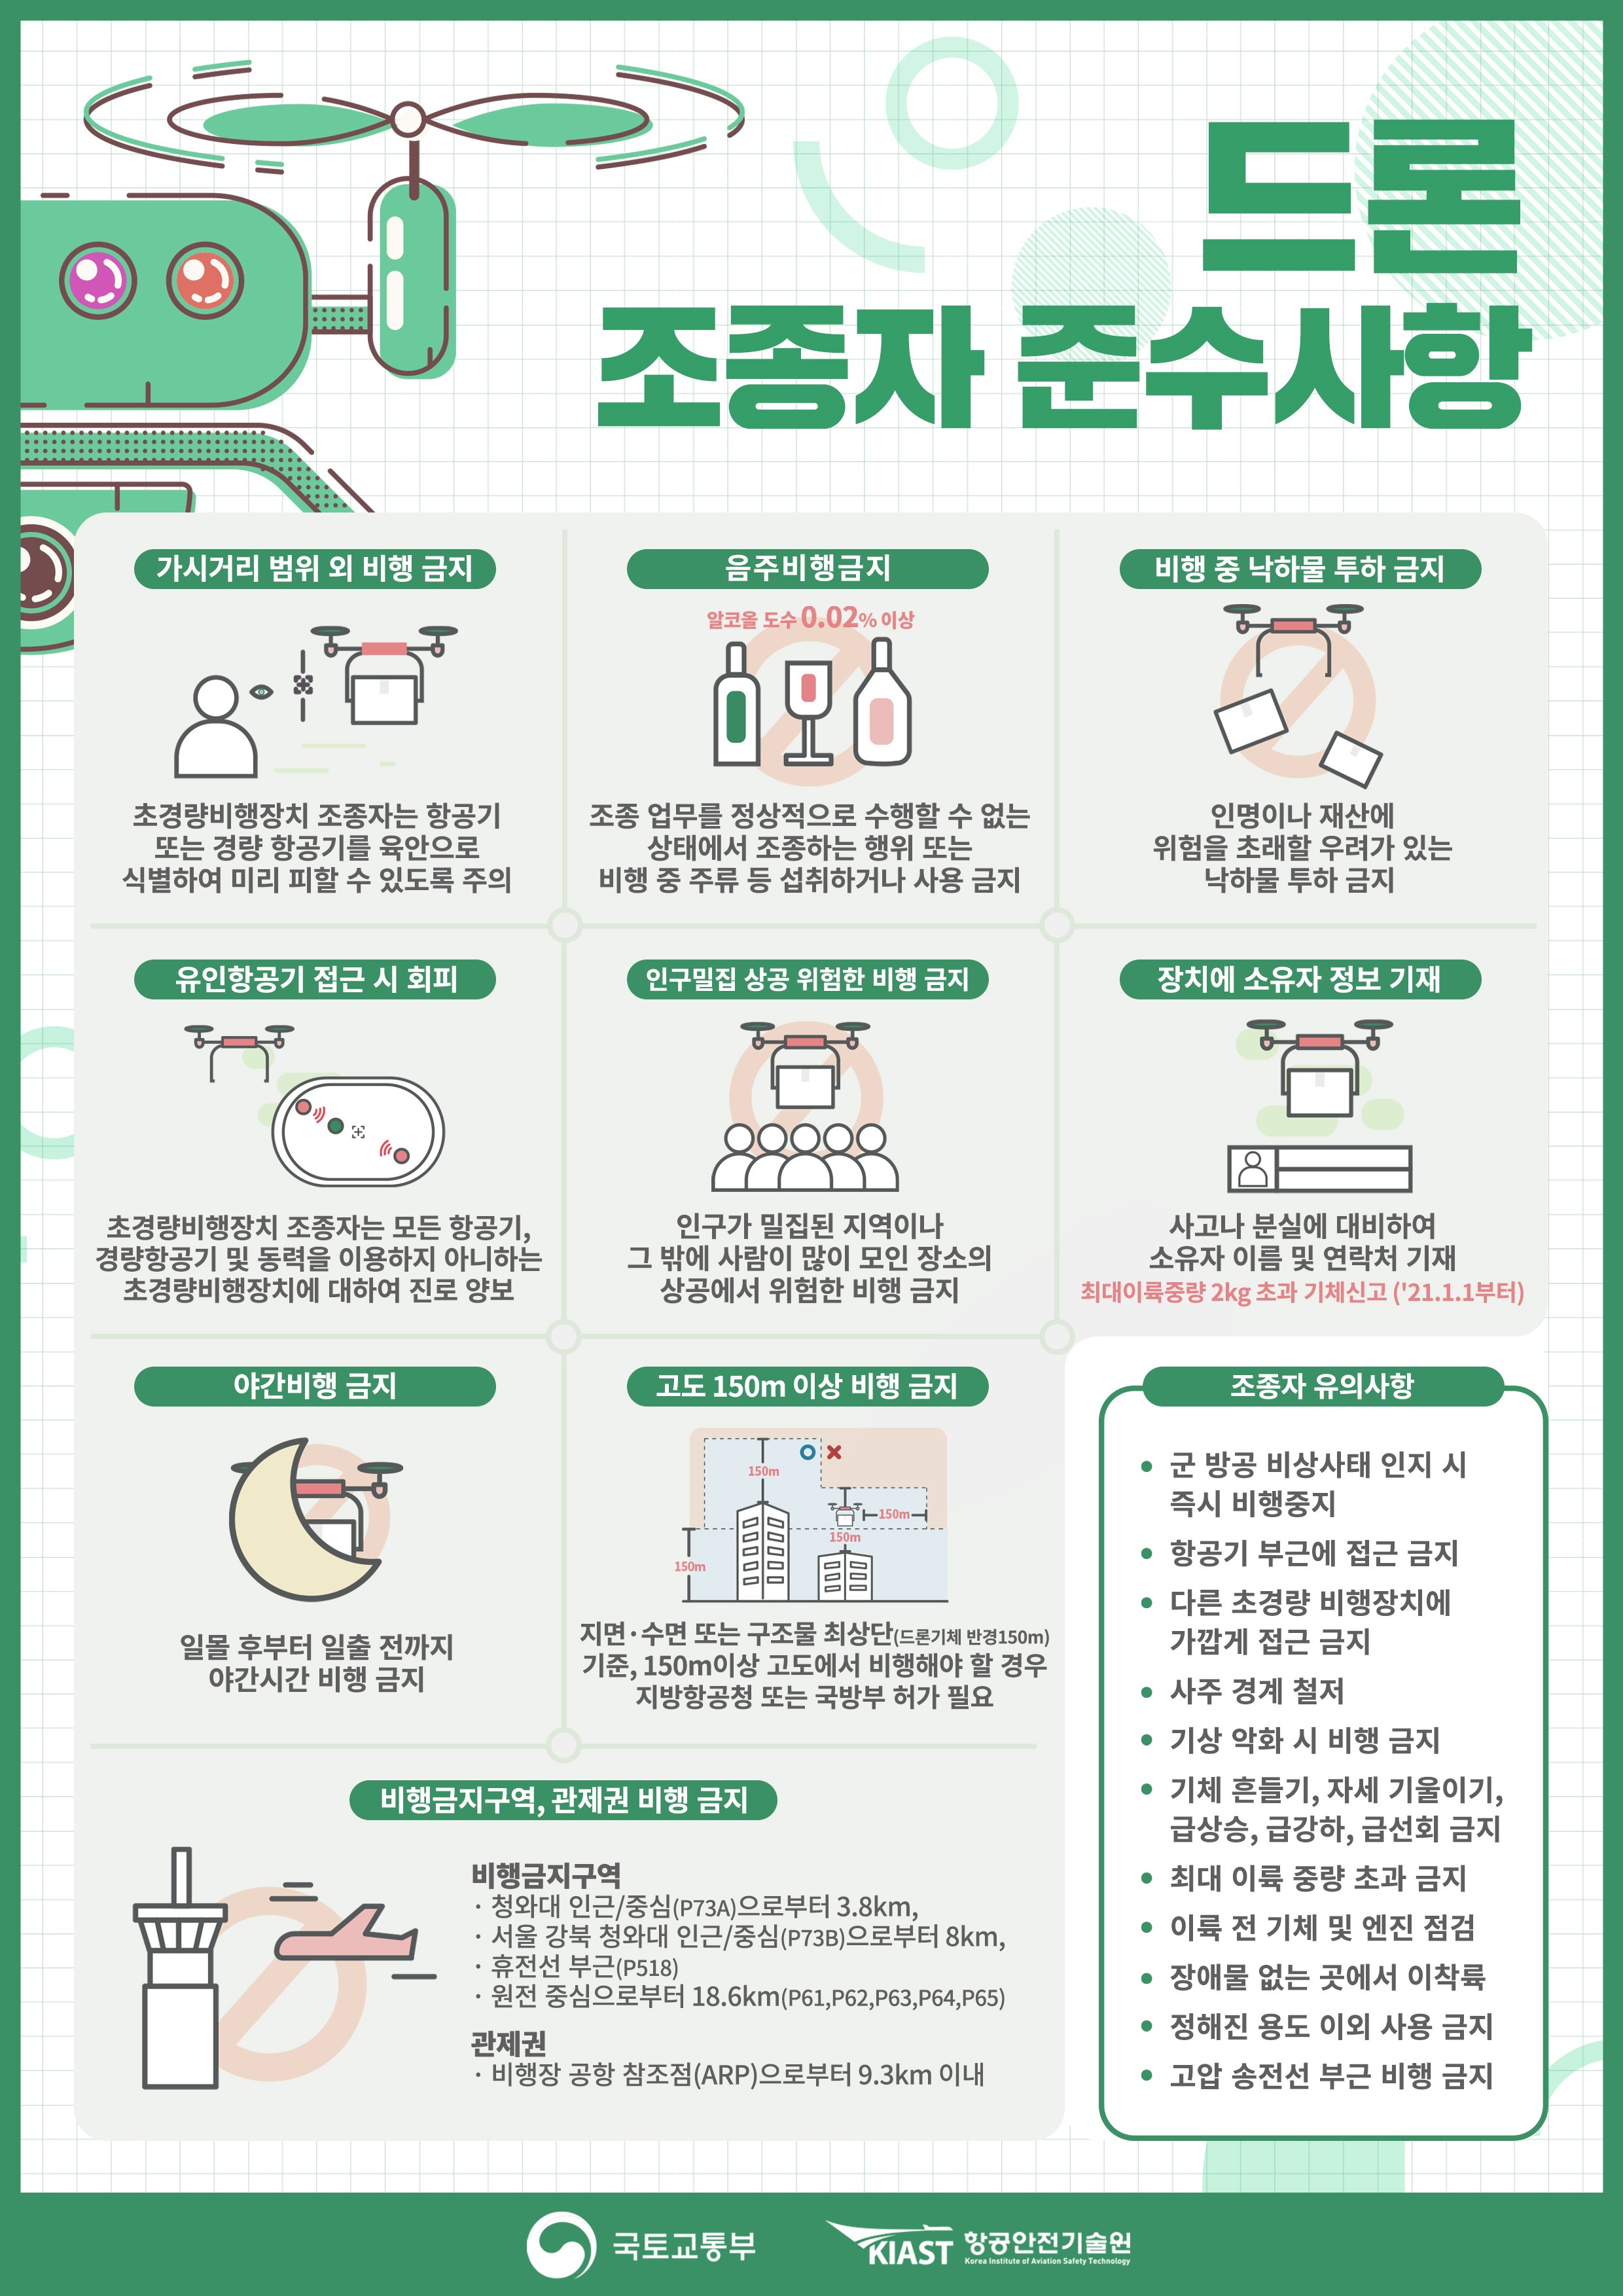 드론
조종자 준수사항
가시거리 범위 외 비행 금지
초경량비행장치 조종자는 항공기
또는 경량 항공기를 육안으로
식별하여 미리 피할 수 있도록 주의
음주비행금지
알코올 도수 0.02% 이상
조종 업무를 정상적으로 수행할 수 없는
상태에서 조종하는 행위 또는
비행 중 주류 등 섭취하거나 사용 금지
비행 중 낙하물 투하 금지
인명이나 재산에
위험을 초래할 우려가 있는
낙하물 투하 금지
유인항공기 접근 시 회피
초경량비행장치 조종자는 모든 항공기,
경량항공기 및 동력을 이용하지 아니하는
초경량비행장치에 대하여 진로 양보
인구밀집 상공 위험한 비행 금지
인구가 밀집된 지역이나
그 밖에 사람이 많이 모인 장소의
상공에서 위험한 비행 금지
장치에 소유자 정보 기재
사고나 분실에 대비하여
소유자 이름 및 연락처 기재
최대이륙중량 2kg 초과 기체신고 ('21.1.1부터)
야간비행 금지
일몰 후부터 일출 전까지
야간시간 비행 금지
고도 150m 이상 비행 금지
150m
150m
150m
150m
지면·수면 또는 구조물 최상단(드론기체 반경150m)
기준, 150m이상 고도에서 비행해야 할 경우
지방항공청 또는 국방부 허가 필요
비행금지구역, 관제권 비행 금지
비행금지구역
· 청와대 인근/중심(P73A)으로부터 3.8km,
· 서울 강북 청와대 인근/중심(P73B)으로부터 8km,
· 휴전선 부근(P518)
· 원전 중심으로부터 18.6km(P61,P62,P63,P64,P65)
관제권
· 비행장 공항 참조점(ARP)으로부터 9.3km 이내
조종자 유의사항
• 군 방공 비상사태 인지 시
즉시 비행중지
• 항공기 부근에 접근 금지
• 다른 초경량 비행장치에
가깝게 접근 금지
• 사주 경계 철저
• 기상 악화 시 비행 금지
• 기체 흔들기, 자세 기울이기,
급상승, 급강하, 급선회 금지
• 최대 이륙 중량 초과 금지
• 이륙 전 기체 및 엔진 점검
• 장애물 없는 곳에서 이착륙
• 정해진 용도 이외 사용 금지
• 고압 송전선 부근 비행 금지
국토교통부
KIAST 항공안전기술원
Korea Institute of Aviation Safety Technology